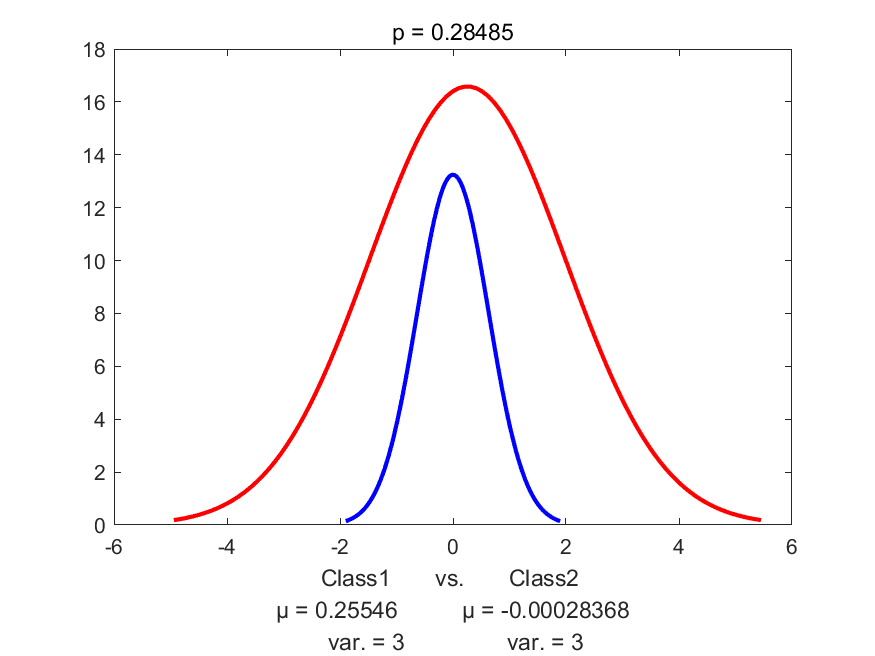 p = 0.28485
18
16
14
12
10
8
6
4
2
0
-6 -4 -2 0 2 4 6
Class1 vs. Class2
μ = 0.25546 μ = -0.00028368
var. = 3 var. = 3